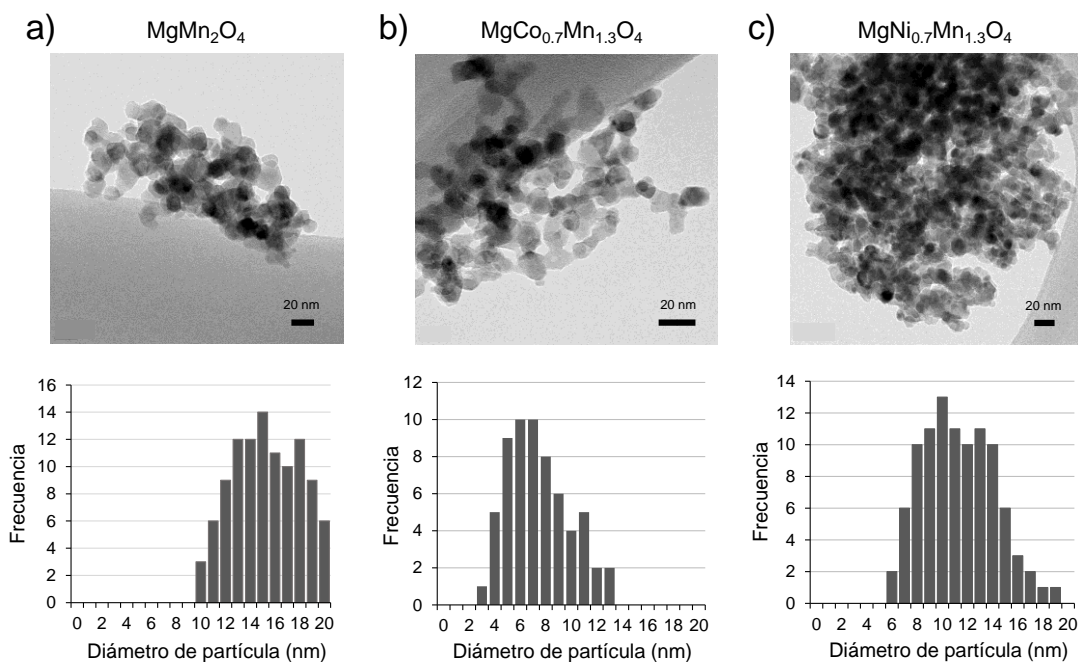 a) MgMn₂O₄
b) MgCo₀.₇Mn₁.₃O₄
c) MgNi₀.₇Mn₁.₃O₄
20 nm
20 nm
20 nm
16
14
12
10
8
6
4
2
0
Frecuencia
0 2 4 6 8 10 12 14 16 18 20
Diámetro de partícula (nm)
12
10
8
6
4
2
0
Frecuencia
0 2 4 6 8 10 12 14 16 18 20
Diámetro de partícula (nm)
14
12
10
8
6
4
2
0
Frecuencia
0 2 4 6 8 10 12 14 16 18 20
Diámetro de partícula (nm)